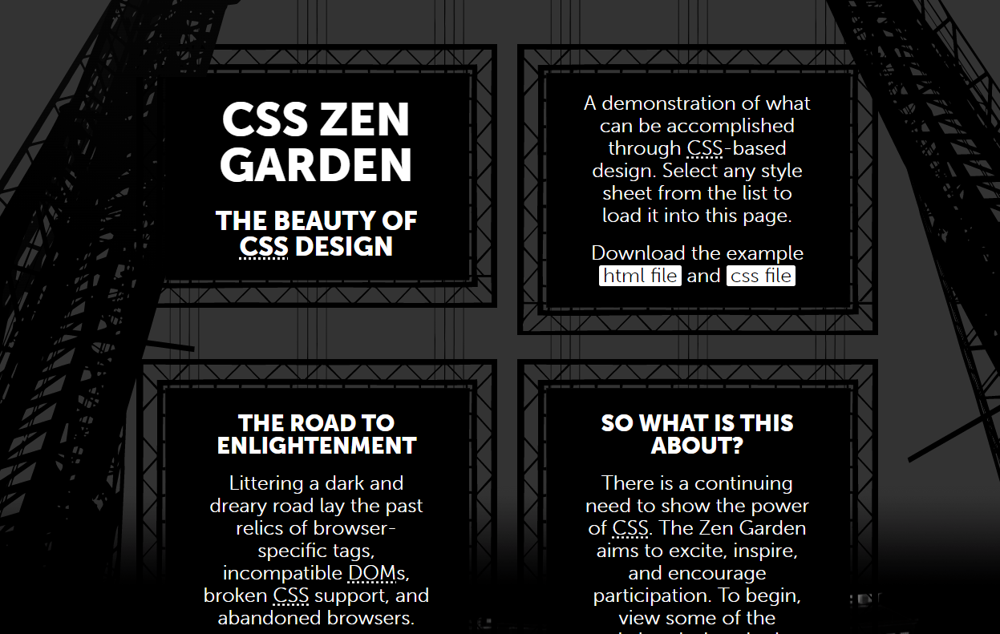 CSS ZEN
GARDEN
THE BEAUTY OF
CSS DESIGN
A demonstration of what
can be accomplished
through CSS-based
design. Select any style
sheet from the list to
load it into this page.
Download the example
html file and css file
THE ROAD TO
ENLIGHTENMENT
Littering a dark and
dreary road lay the past
relics of browser-
specific tags,
incompatible DOMs,
broken CSS support, and
abandoned browsers.
SO WHAT IS THIS
ABOUT?
There is a continuing
need to show the power
of CSS. The Zen Garden
aims to excite, inspire,
and encourage
participation. To begin,
view some of the